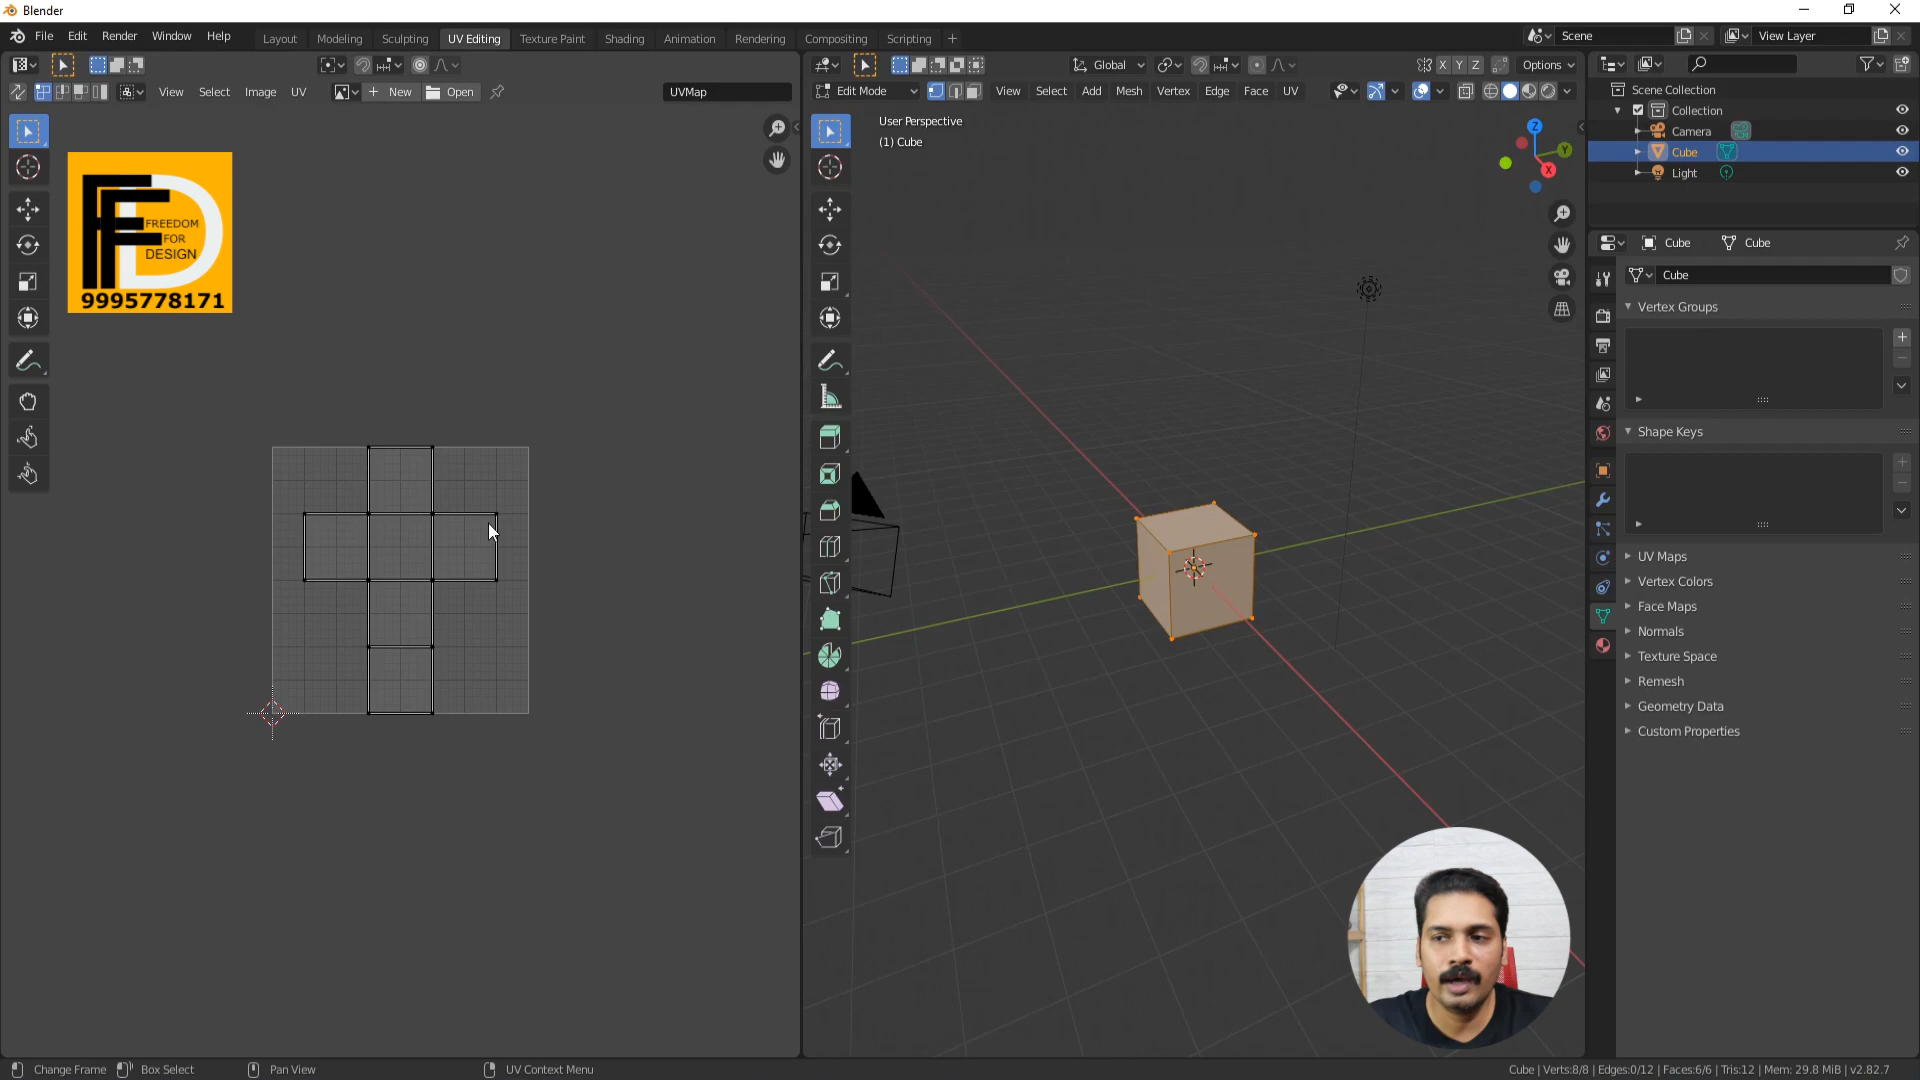 Blender
File Edit Render Window Help
Layout Modeling Sculpting UV Editing Texture Paint Shading Animation Rendering Compositing Scripting
Scene
View Layer
Global
X Y Z
Options
View Select Image UV
New
Open
UVMap
Edit Mode
View Select Add Mesh Vertex Edge Face UV
Scene Collection
Collection
Camera
Cube
Light
User Perspective
(1) Cube
Z
Y
X
FREEDOM
FOR
DESIGN
9995778171
Cube
Cube
Cube
Vertex Groups
Shape Keys
UV Maps
Vertex Colors
Face Maps
Normals
Texture Space
Remesh
Geometry Data
Custom Properties
Change Frame
Box Select
Pan View
UV Context Menu
Cube | Verts:8/8 | Edges:0/12 | Faces:6/6 | Tris:12 | Mem: 29.8 MiB | v2.82.7